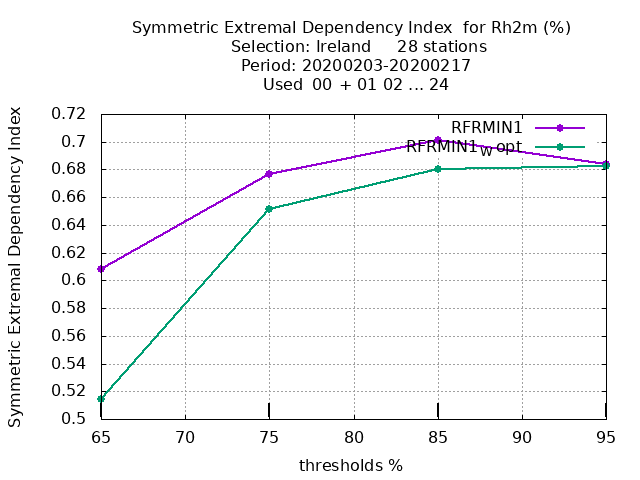 Symmetric Extremal Dependency Index for Rh2m (%)
Selection: Ireland 28 stations
Period: 20200203-20200217
Used 00 + 01 02 ... 24
Symmetric Extremal Dependency Index
0.72
0.7
0.68
0.66
0.64
0.62
0.6
0.58
0.56
0.54
0.52
0.5
RFRMIN1
RFRMIN1wopt
65 70 75 80 85 90 95
thresholds %